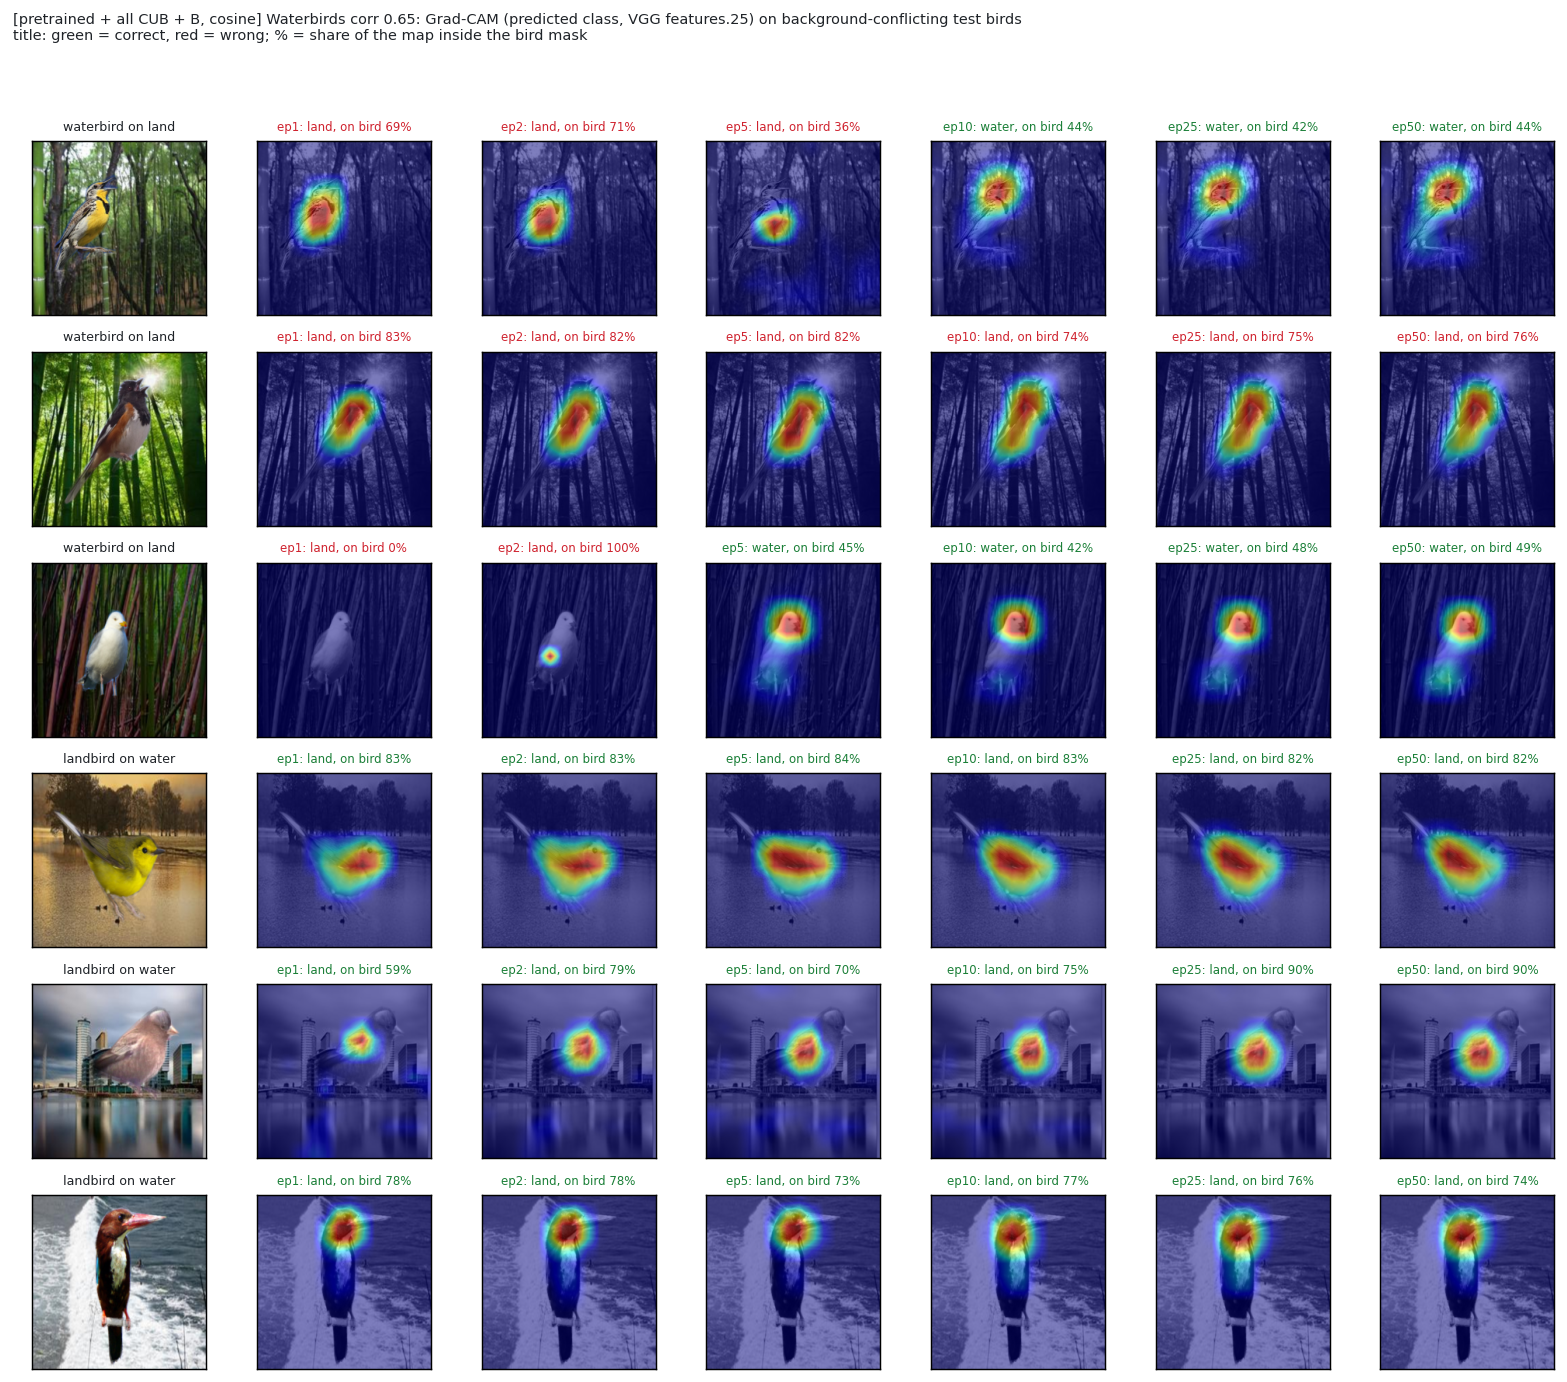 [pretrained + all CUB + B, cosine] Waterbirds corr 0.65: Grad-CAM (predicted class, VGG features.25) on background-conflicting test birds
title: green = correct, red = wrong; % = share of the map inside the bird mask
waterbird on land
ep1: land, on bird 69%
ep2: land, on bird 71%
ep5: land, on bird 36%
ep10: water, on bird 44%
ep25: water, on bird 42%
ep50: water, on bird 44%
waterbird on land
ep1: land, on bird 83%
ep2: land, on bird 82%
ep5: land, on bird 82%
ep10: land, on bird 74%
ep25: land, on bird 75%
ep50: land, on bird 76%
waterbird on land
ep1: land, on bird 0%
ep2: land, on bird 100%
ep5: water, on bird 45%
ep10: water, on bird 42%
ep25: water, on bird 48%
ep50: water, on bird 49%
landbird on water
ep1: land, on bird 83%
ep2: land, on bird 83%
ep5: land, on bird 84%
ep10: land, on bird 83%
ep25: land, on bird 82%
ep50: land, on bird 82%
landbird on water
ep1: land, on bird 59%
ep2: land, on bird 79%
ep5: land, on bird 70%
ep10: land, on bird 75%
ep25: land, on bird 90%
ep50: land, on bird 90%
landbird on water
ep1: land, on bird 78%
ep2: land, on bird 78%
ep5: land, on bird 73%
ep10: land, on bird 77%
ep25: land, on bird 76%
ep50: land, on bird 74%